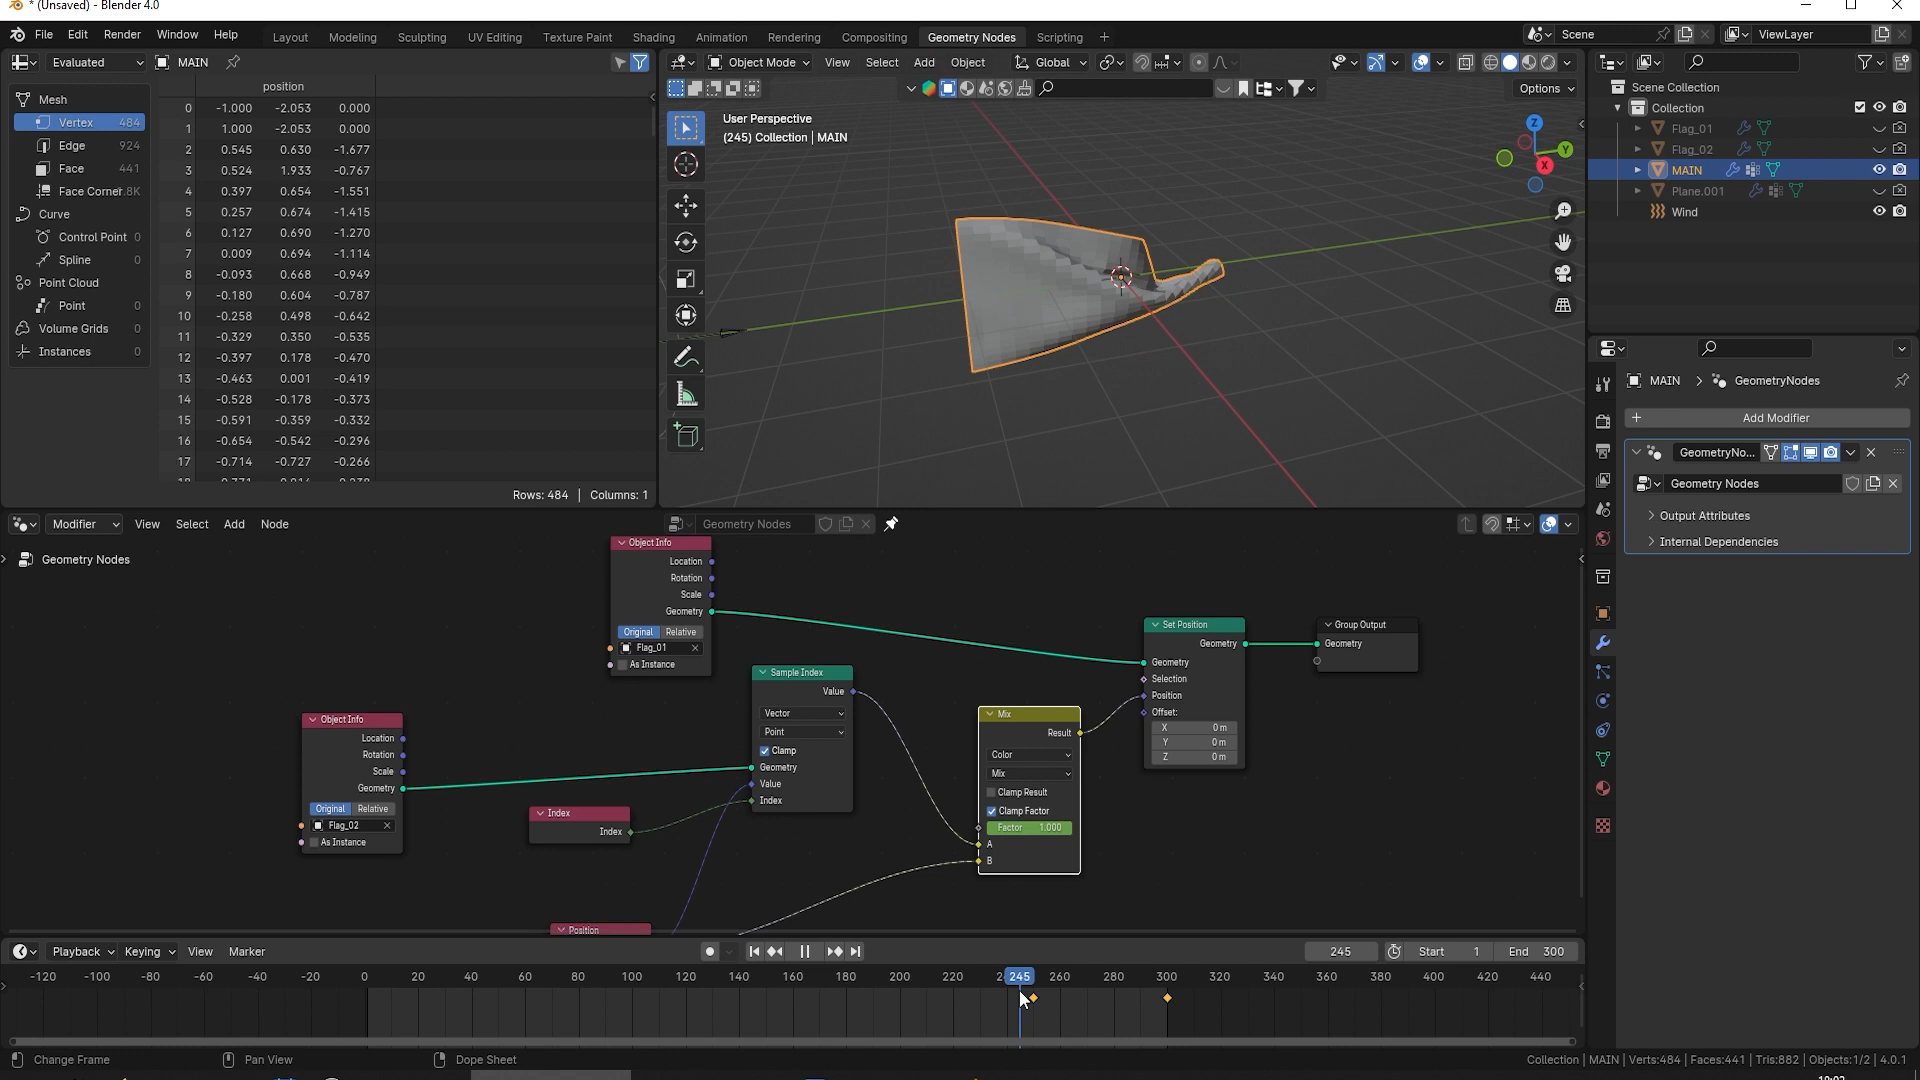 * (Unsaved) - Blender 4.0
File Edit Render Window Help Layout Modeling Sculpting UV Editing Texture Paint Shading Animation Rendering Compositing Geometry Nodes Scripting + Scene ViewLayer
Evaluated MAIN
Object Mode View Select Add Object Global
Options
position
Mesh
Vertex 484
Edge 924
Face 441
Face Corner
Curve
Control Point 0
Spline 0
Point Cloud
Point 0
Volume Grids 0
Instances 0
0 -1.000 -2.053 0.000
1 1.000 -2.053 0.000
2 0.545 0.630 -1.677
3 0.524 1.933 -0.767
4 0.397 0.654 -1.551
5 0.257 0.674 -1.415
6 0.127 0.690 -1.270
7 0.009 0.694 -1.114
8 -0.093 0.668 -0.949
9 -0.180 0.604 -0.787
10 -0.258 0.498 -0.642
11 -0.329 0.350 -0.535
12 -0.397 0.178 -0.470
13 -0.463 0.001 -0.419
14 -0.528 -0.178 -0.373
15 -0.591 -0.359 -0.332
16 -0.654 -0.542 -0.296
17 -0.714 -0.727 -0.266
Rows: 484 | Columns: 1
User Perspective
(245) Collection | MAIN
Z
Y
X
Scene Collection
Collection
Flag_01
Flag_02
MAIN
Plane.001
Wind
MAIN > GeometryNodes
+ Add Modifier
GeometryNo...
Geometry Nodes
Output Attributes
Internal Dependencies
Modifier View Select Add Node Geometry Nodes
Geometry Nodes
Object Info
Location
Rotation
Scale
Geometry
Original Relative
Flag_01
As Instance
Object Info
Location
Rotation
Scale
Geometry
Original Relative
Flag_02
As Instance
Index
Index
Position
Sample Index
Value
Vector
Point
Clamp
Geometry
Value
Index
Mix
Result
Color
Mix
Clamp Result
Clamp Factor
Factor 1.000
A
B
Set Position
Geometry
Geometry
Selection
Position
Offset:
X 0 m
Y 0 m
Z 0 m
Group Output
Geometry
Playback Keying View Marker 245 Start 1 End 300
-120 -100 -80 -60 -40 -20 0 20 40 60 80 100 120 140 160 180 200 220 245 260 280 300 320 340 360 380 400 420 440
Change Frame Pan View Dope Sheet Collection | MAIN | Verts:484 | Faces:441 | Tris:882 | Objects:1/2 | 4.0.1